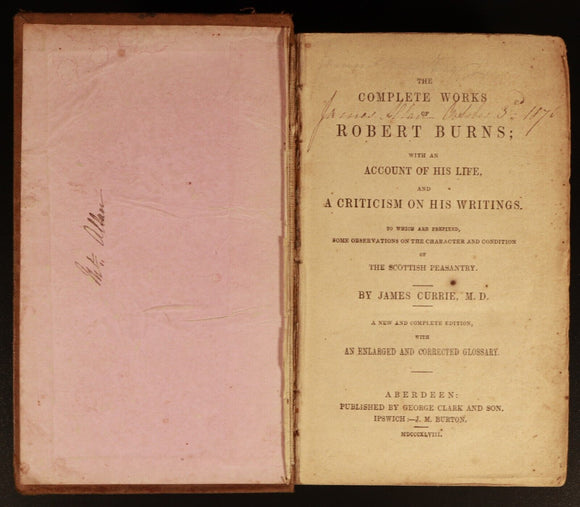 Allan
THE
COMPLETE WORKS
OF
James Allan October 3rd 187
ROBERT BURNS;
WITH AN
ACCOUNT OF HIS LIFE,
AND
A CRITICISM ON HIS WRITINGS.
TO WHICH ARE PREFIXED,
SOME OBSERVATIONS ON THE CHARACTER AND CONDITION
OF
THE SCOTTISH PEASANTRY.
BY JAMES CURRIE, M. D.
A NEW AND COMPLETE EDITION,
WITH
AN ENLARGED AND CORRECTED GLOSSARY.
ABERDEEN:
PUBLISHED BY GEORGE CLARK AND SON.
IPSWICH:—J. M. BURTON.
MDCCCXLVIII.